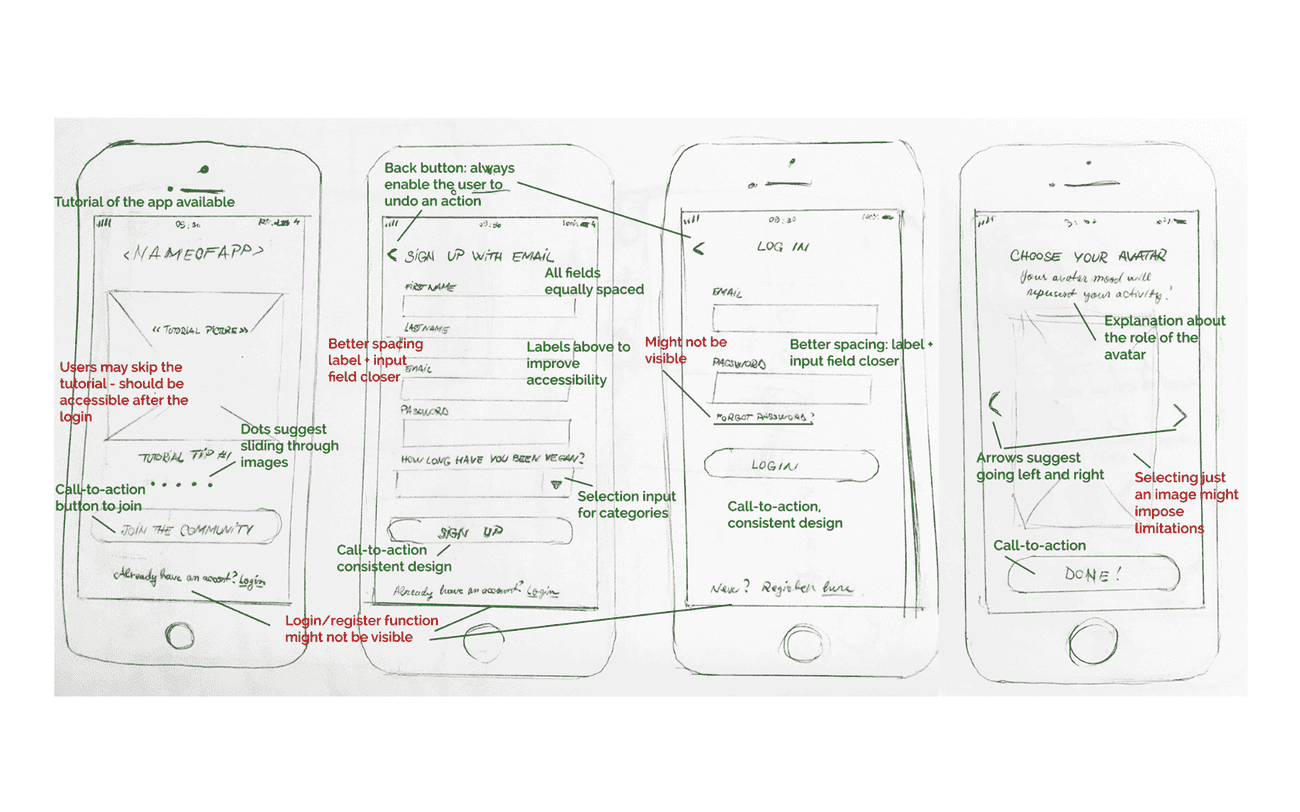 Tutorial of the app available
09:30
<NAMEOFAPP>
<<TUTORIAL PICTURE>>
Users may skip the
tutorial - should be
accessible after the
login
Dots suggest
sliding through
images
TUTORIAL TIP #1
Call-to-action
button to join
JOIN THE COMMUNITY
Already have an account? Login
Back button: always
enable the user to
undo an action
< SIGN UP WITH EMAIL
All fields
equally spaced
FIRST NAME
LAST NAME
Better spacing
label + input
field closer
Labels above to
improve
accessibility
EMAIL
PASSWORD
HOW LONG HAVE YOU BEEN VEGAN?
Selection input
for categories
SIGN UP
Call-to-action
consistent design
Already have an account? Login
Login/register function
might not be visible
09:30
100%
< LOG IN
EMAIL
Might not be
visible
Better spacing: label +
input field closer
PASSWORD
FORGOT PASSWORD?
LOGIN
Call-to-action,
consistent design
New? Register here
CHOOSE YOUR AVATAR
Your avatar mood will
represent your activity!
Explanation about
the role of the
avatar
< >
Arrows suggest
going left and right
Selecting just
an image might
impose
limitations
Call-to-action
DONE!